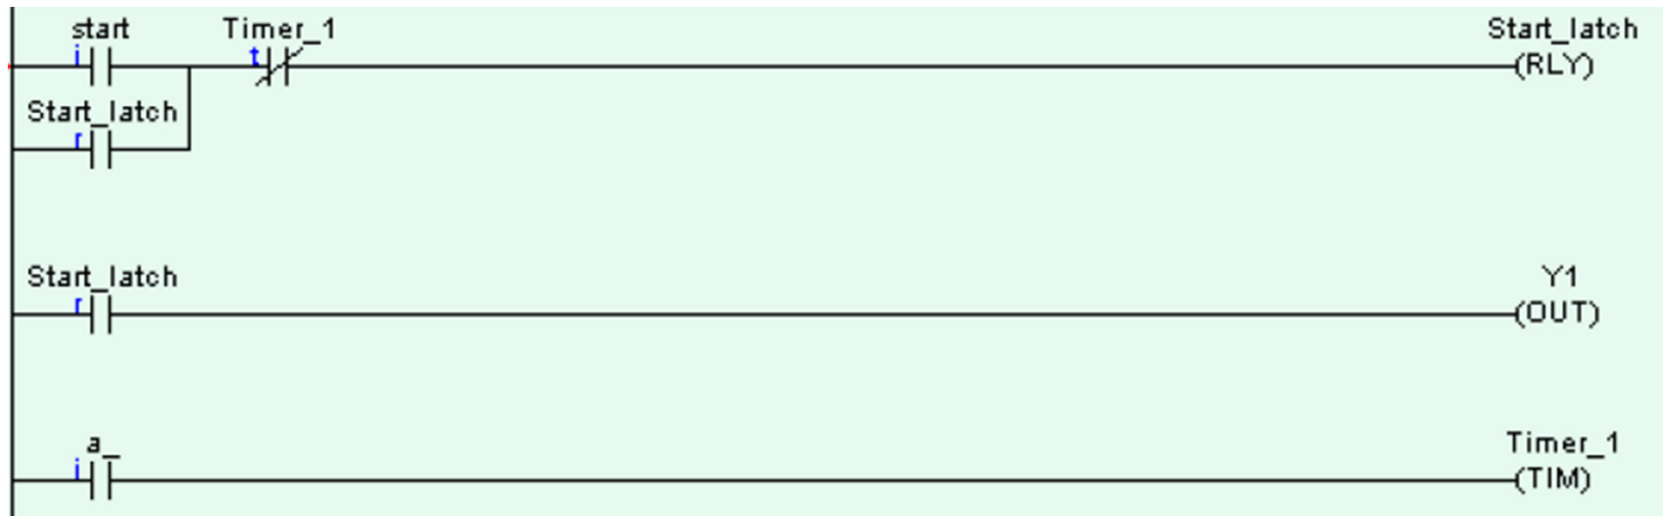 start Timer_1 Start_latch
i t (RLY)
Start_latch
r
Start_latch Y1
r (OUT)
a_ Timer_1
i (TIM)